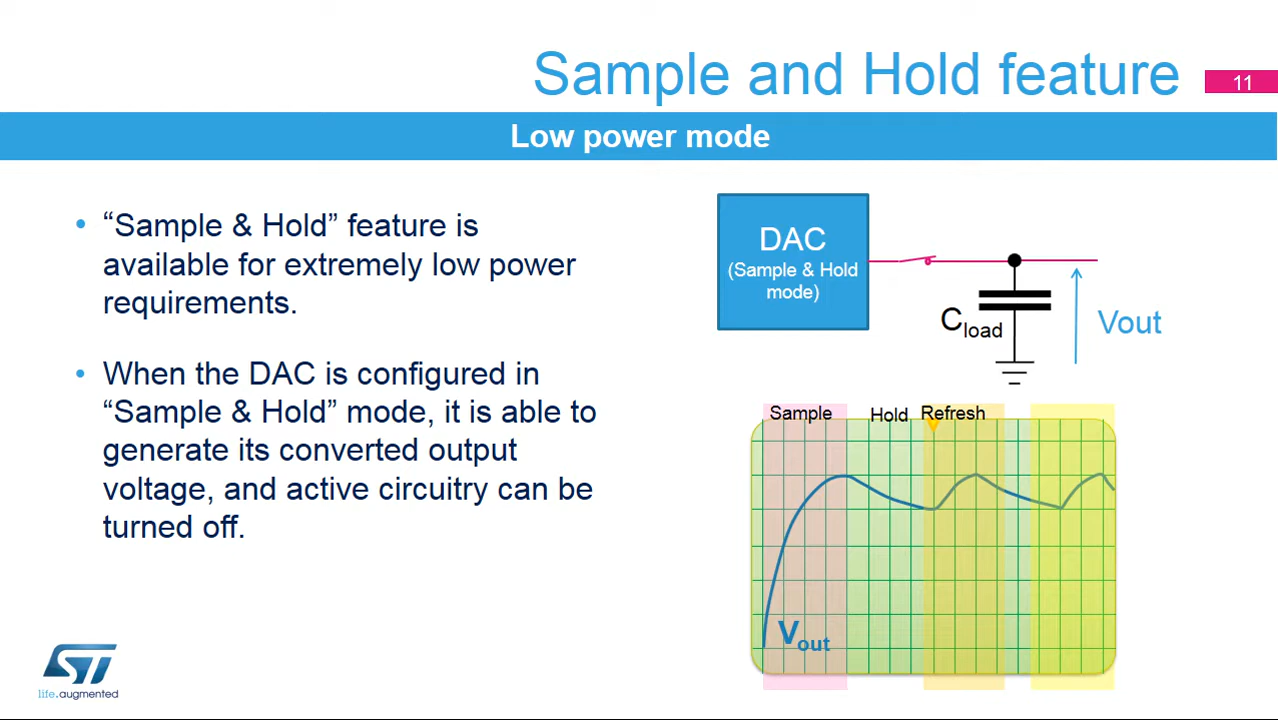 Sample and Hold feature
11
Low power mode
• “Sample & Hold” feature is
available for extremely low power
requirements.
• When the DAC is configured in
“Sample & Hold” mode, it is able to
generate its converted output
voltage, and active circuitry can be
turned off.
DAC
(Sample & Hold
mode)
Cload
Vout
Sample Hold Refresh
Vout
ST
life.augmented